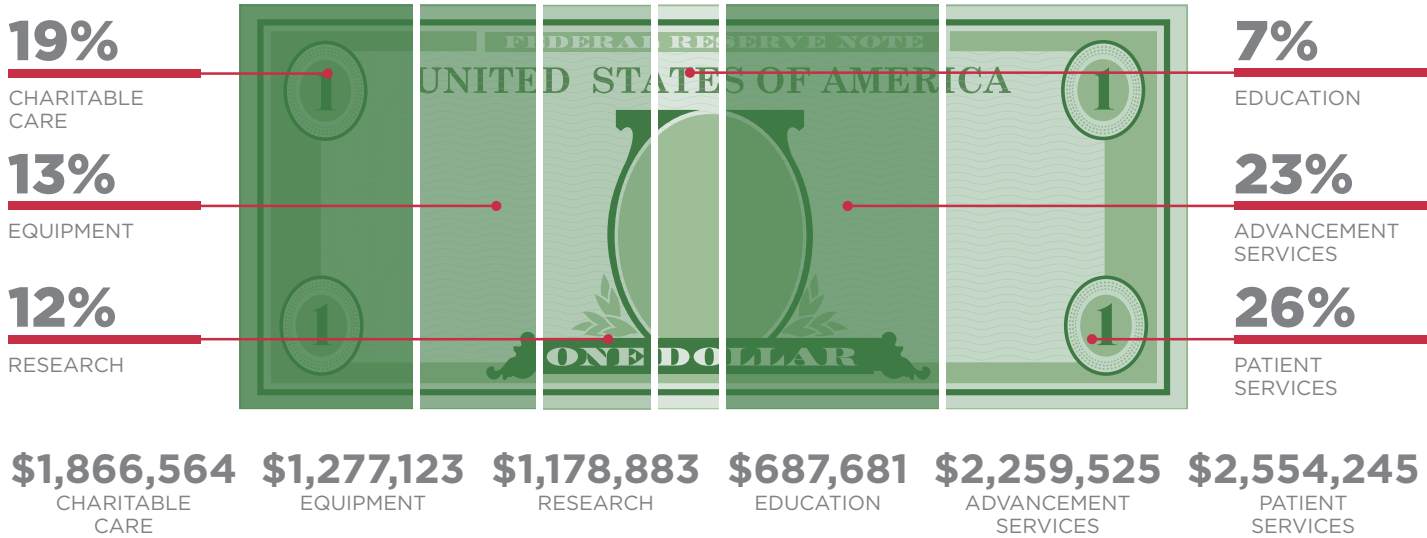 19%
CHARITABLE
CARE
13%
EQUIPMENT
12%
RESEARCH
FEDERAL RESERVE NOTE
UNITED STATES OF AMERICA
1
1
1
1
ONE DOLLAR
7%
EDUCATION
23%
ADVANCEMENT
SERVICES
26%
PATIENT
SERVICES
$1,866,564
CHARITABLE
CARE
$1,277,123
EQUIPMENT
$1,178,883
RESEARCH
$687,681
EDUCATION
$2,259,525
ADVANCEMENT
SERVICES
$2,554,245
PATIENT
SERVICES